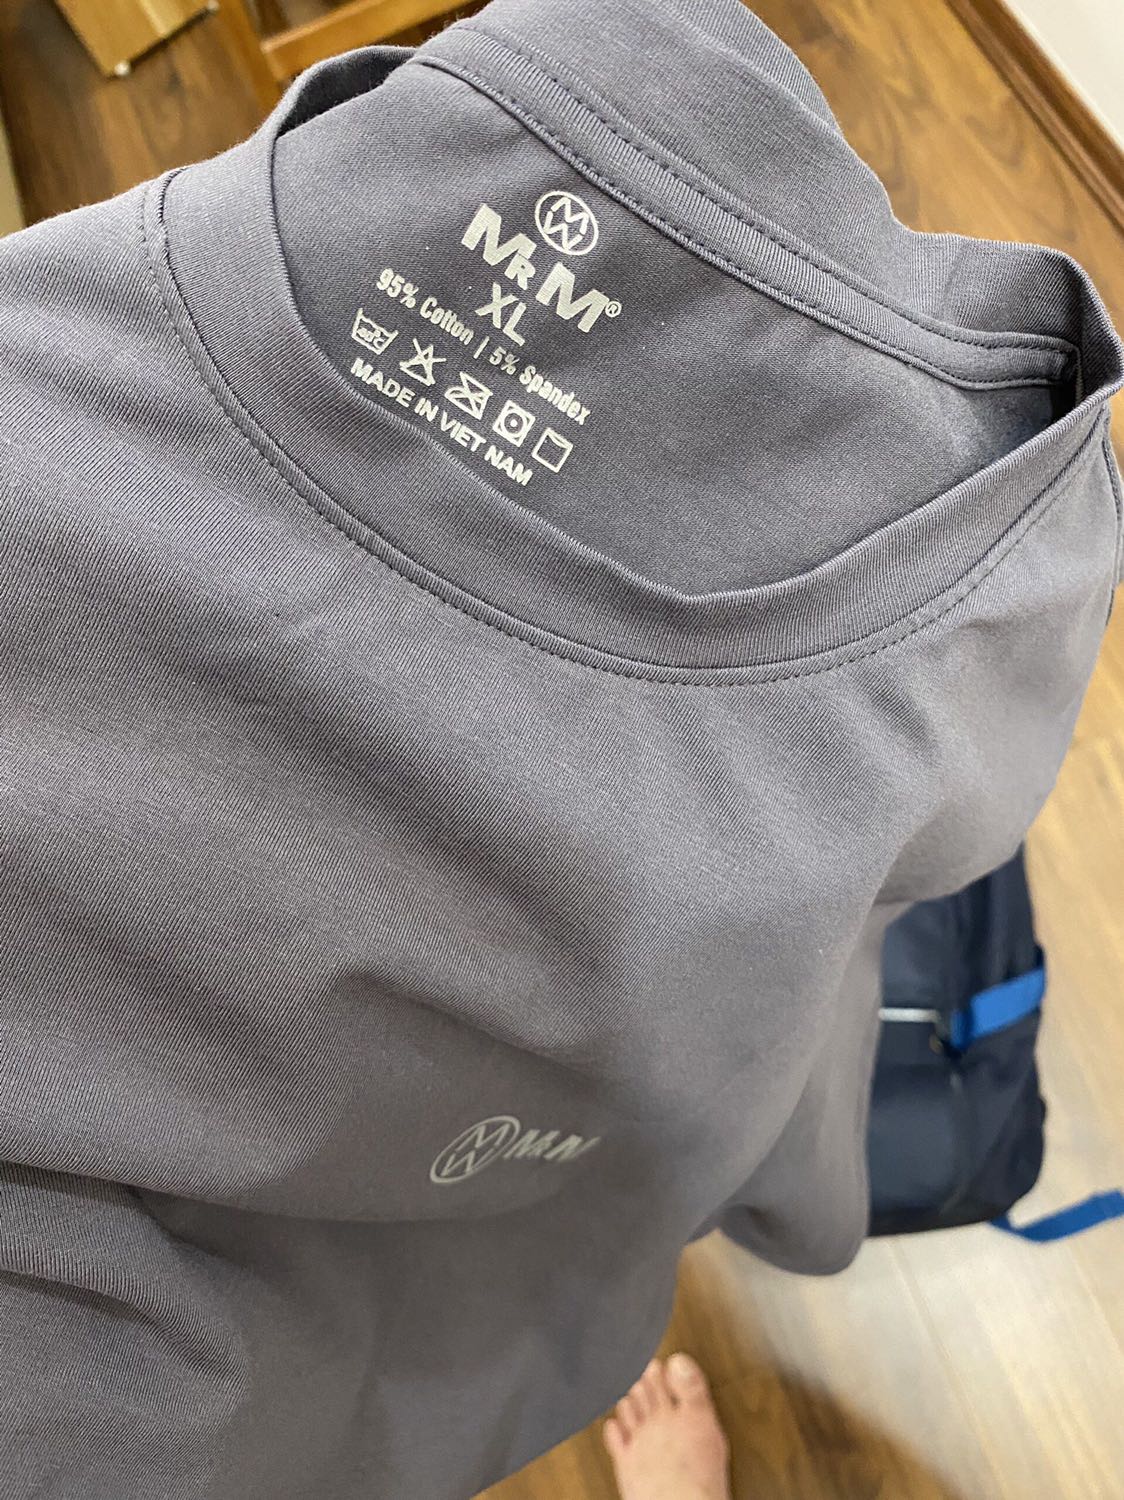 MRM®
XL
95% Cotton | 5% Spandex
MADE IN VIET NAM
MRM